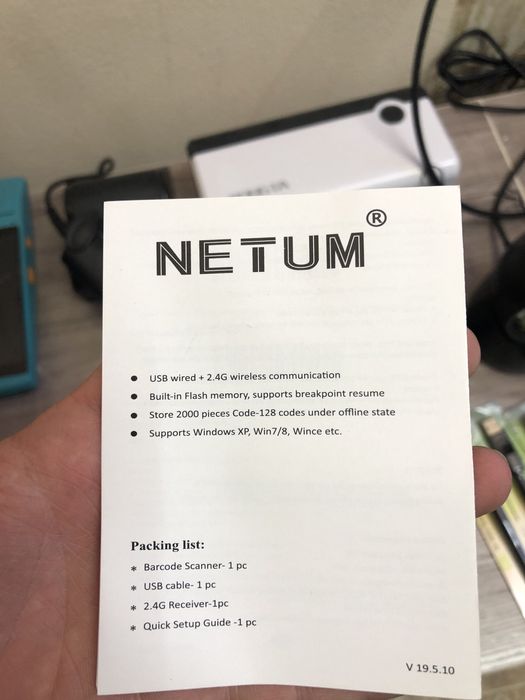 NETUM®
● USB wired + 2.4G wireless communication
● Built-in Flash memory, supports breakpoint resume
● Store 2000 pieces Code-128 codes under offline state
● Supports Windows XP, Win7/8, Wince etc.
Packing list:
* Barcode Scanner- 1 pc
* USB cable- 1 pc
* 2.4G Receiver-1pc
* Quick Setup Guide -1 pc
V 19.5.10